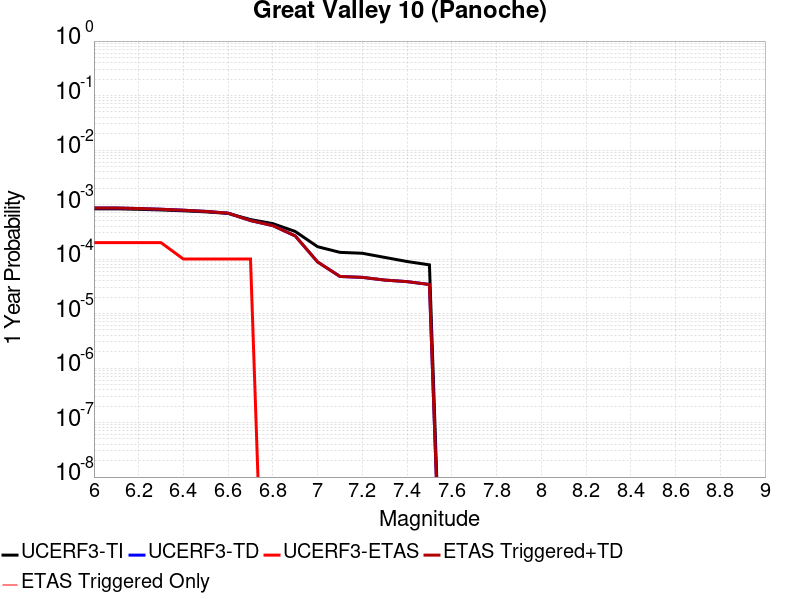 Great Valley 10 (Panoche)
10^0
10^-1
10^-2
10^-3
10^-4
10^-5
10^-6
10^-7
10^-8
1 Year Probability
6 6.2 6.4 6.6 6.8 7 7.2 7.4 7.6 7.8 8 8.2 8.4 8.6 8.8 9
Magnitude
UCERF3-TI UCERF3-TD UCERF3-ETAS ETAS Triggered+TD
ETAS Triggered Only